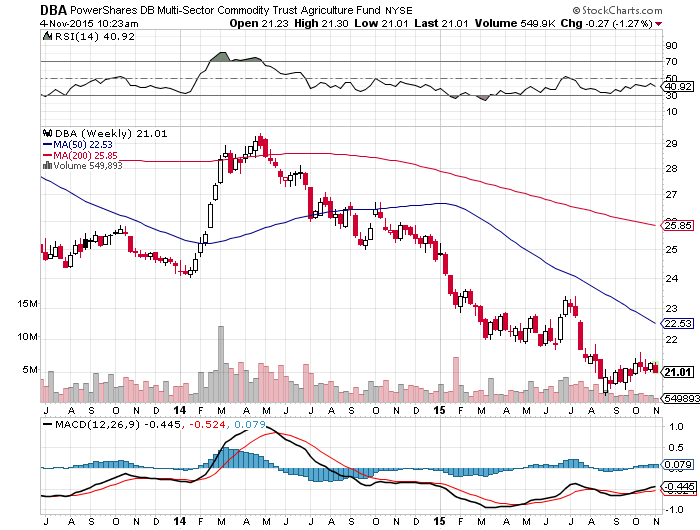 DBA PowerShares DB Multi-Sector Commodity Trust Agriculture Fund NYSE © StockCharts.com
4-Nov-2015 10:23am Open 21.23 High 21.30 Low 21.01 Last 21.01 Volume 549.9K Chg -0.27 (-1.27%)
RSI(14) 40.92
90
70
50
40.92
30
10
DBA (Weekly) 21.01
MA(50) 22.53
MA(200) 25.85
Volume 549,893
29
28
27
26
25.85
25
24
23
22.53
22
21.01
549893
15M
10M
5M
J A S O N D 14 F M A M J J A S O N D 15 F M A M J J A S O N
MACD(12,26,9) -0.445, -0.524, 0.079
1.0
0.5
0.079
-0.445
-1.0
J A S O N D 14 F M A M J J A S O N D 15 F M A M J J A S O N